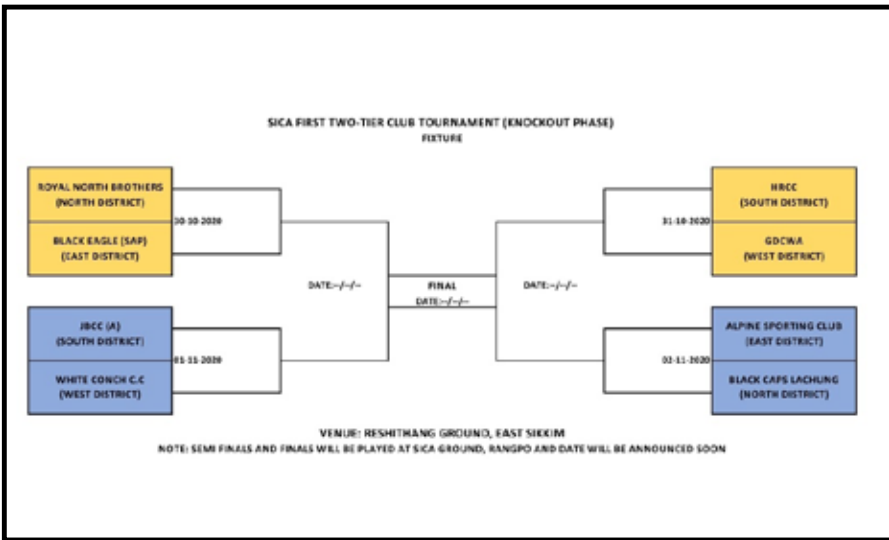 SICA FIRST TWO-TIER CLUB TOURNAMENT (KNOCKOUT PHASE)
FIXTURE
ROYAL NORTH BROTHERS
(NORTH DISTRICT)
30-10-2020
BLACK EAGLE (SAP)
(EAST DISTRICT)
HRCC
(SOUTH DISTRICT)
31-10-2020
GDCWA
(WEST DISTRICT)
DATE:--/--/--
FINAL
DATE:--/--/--
DATE:--/--/--
JBCC (A)
(SOUTH DISTRICT)
01-11-2020
WHITE CONCH C.C
(WEST DISTRICT)
ALPINE SPORTING CLUB
(EAST DISTRICT)
02-11-2020
BLACK CAPS LACHUNG
(NORTH DISTRICT)
VENUE: RESHITHANG GROUND, EAST SIKKIM
NOTE: SEMI FINALS AND FINALS WILL BE PLAYED AT SICA GROUND, RANGPO AND DATE WILL BE ANNOUNCED SOON